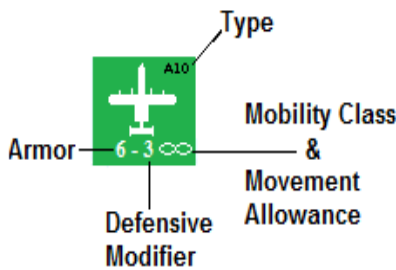 Type
A10
Mobility Class
&
Movement
Allowance
Armor
6 - 3 ∞
Defensive
Modifier